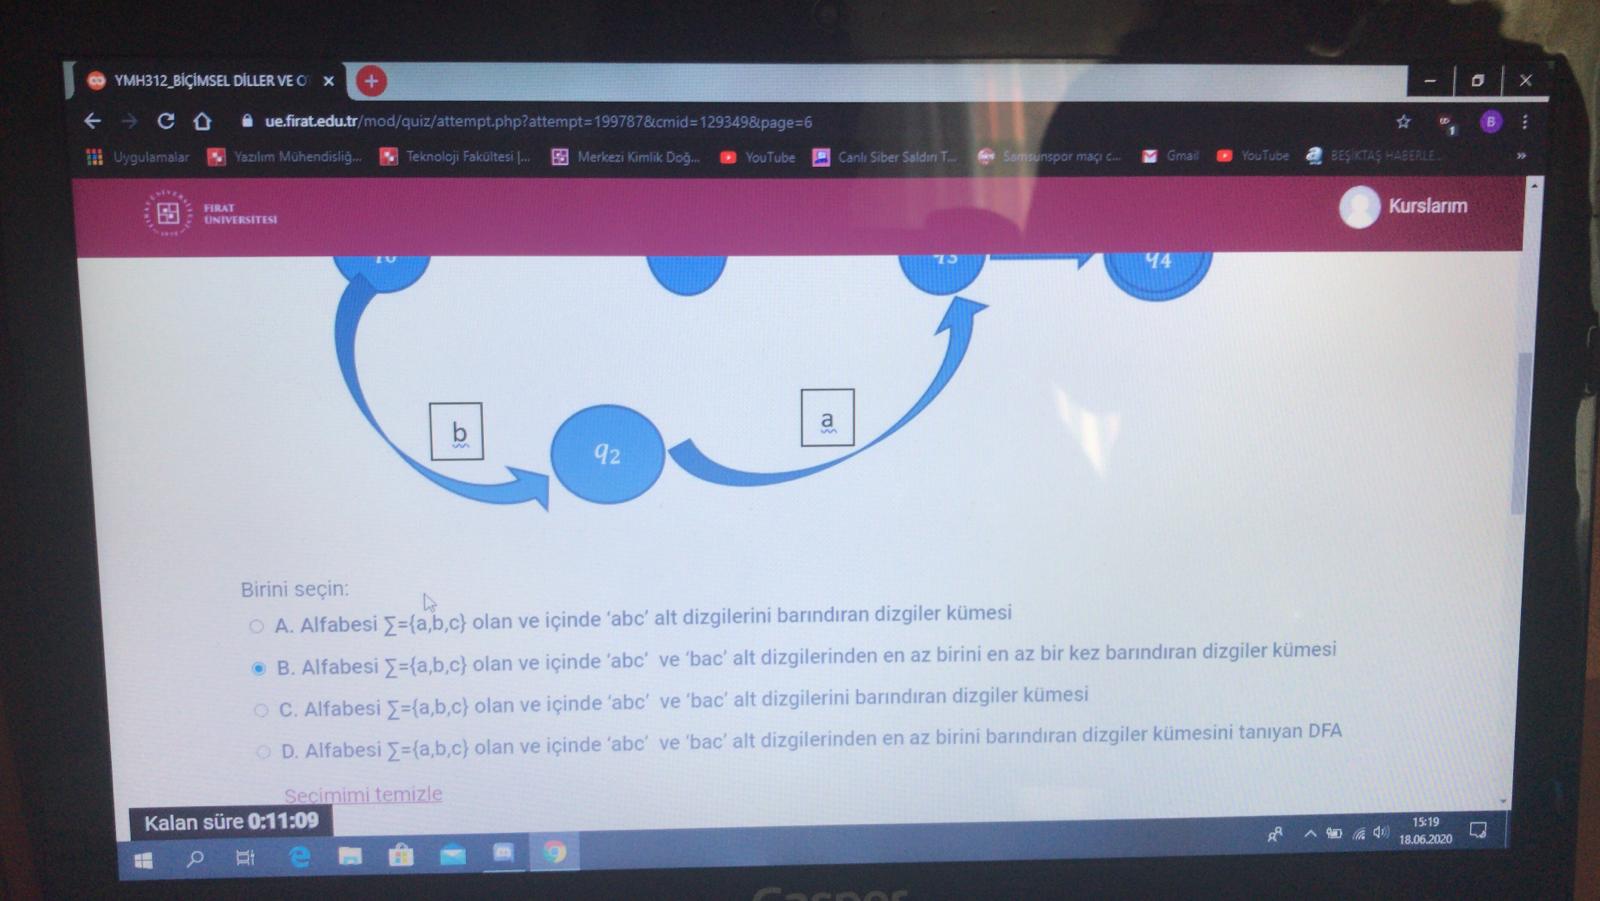 YMH312_BİÇİMSEL DİLLER VE O
ue.firat.edu.tr/mod/quiz/attempt.php?attempt=199787&cmid=129349&page=6
B
Uygulamalar
Yazılım Mühendisliğ...
Teknoloji Fakültesi |...
Merkezi Kimlik Doğ...
YouTube
Canlı Siber Saldırı T...
Samsunspor maçı c...
Gmail
YouTube
BEŞİKTAŞ HABERLE...
FIRAT
ÜNİVERSİTESİ
Kurslarım
q3
q4
b
a
q2
Birini seçin:
A. Alfabesi ∑={a,b,c} olan ve içinde ‘abc’ alt dizgilerini barındıran dizgiler kümesi
B. Alfabesi ∑={a,b,c} olan ve içinde ‘abc’ ve ‘bac’ alt dizgilerinden en az birini en az bir kez barındıran dizgiler kümesi
C. Alfabesi ∑={a,b,c} olan ve içinde ‘abc’ ve ‘bac’ alt dizgilerini barındıran dizgiler kümesi
D. Alfabesi ∑={a,b,c} olan ve içinde ‘abc’ ve ‘bac’ alt dizgilerinden en az birini barındıran dizgiler kümesini tanıyan DFA
Seçimimi temizle
Kalan süre 0:11:09
15:19
18.06.2020
Casper